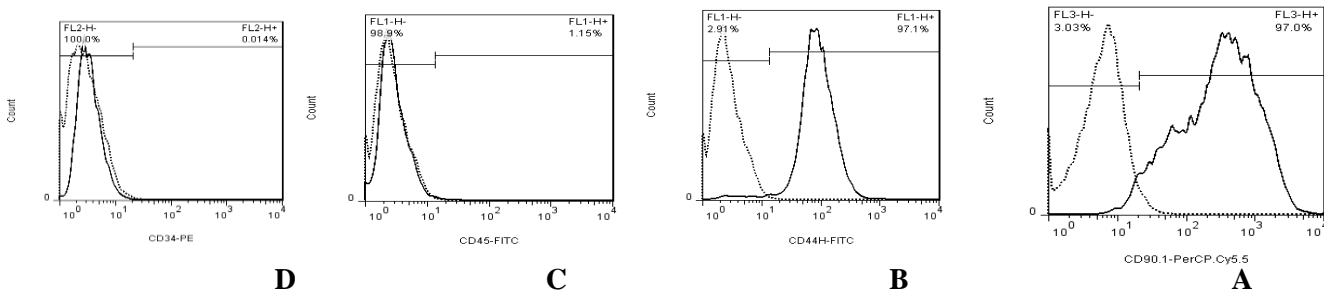 FL2-H- FL2-H+
100.0% 0.014%
Count
0
10^0 10^1 10^2 10^3 10^4
CD34-PE
D
FL1-H- FL1-H+
98.9% 1.15%
Count
0
10^0 10^1 10^2 10^3 10^4
CD45-FITC
C
FL1-H- FL1-H+
2.91% 97.1%
Count
0
10^0 10^1 10^2 10^3 10^4
CD44H-FITC
B
FL3-H- FL3-H+
3.03% 97.0%
Count
0
10^0 10^1 10^2 10^3 10^4
CD90.1-PerCP.Cy5.5
A